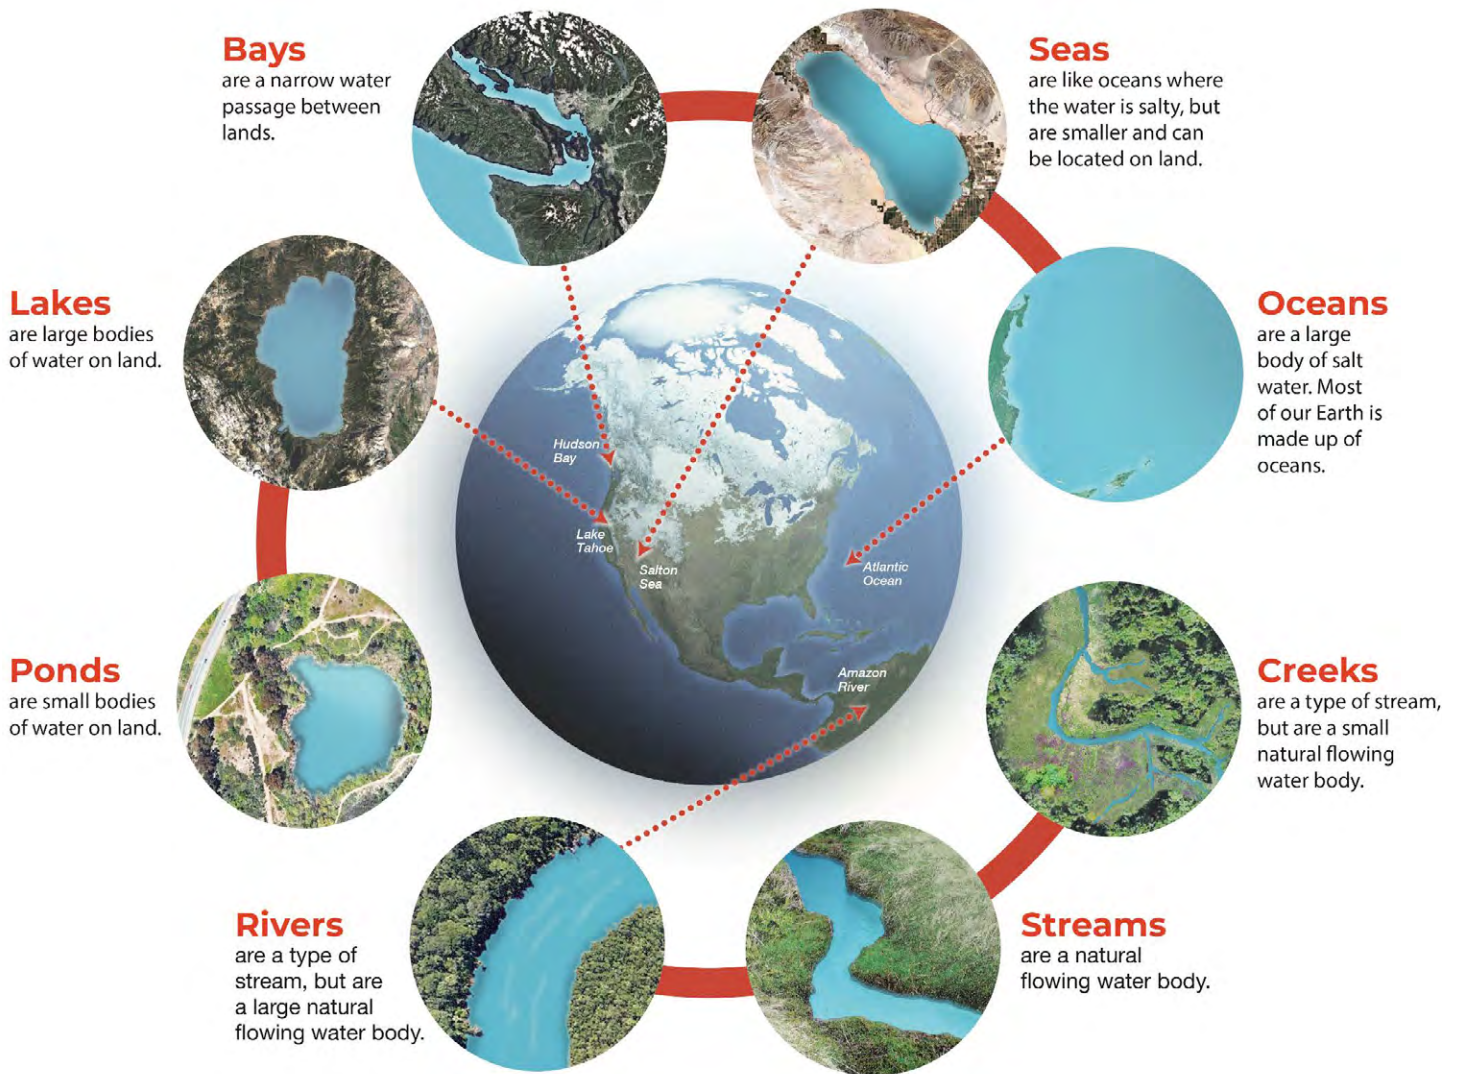 Bays
are a narrow water
passage between
lands.
Seas
are like oceans where
the water is salty, but
are smaller and can
be located on land.
Lakes
are large bodies
of water on land.
Oceans
are a large
body of salt
water. Most
of our Earth is
made up of
oceans.
Hudson
Bay
Lake
Tahoe
Salton
Sea
Atlantic
Ocean
Amazon
River
Ponds
are small bodies
of water on land.
Creeks
are a type of stream,
but are a small
natural flowing
water body.
Rivers
are a type of
stream, but are
a large natural
flowing water body.
Streams
are a natural
flowing water body.